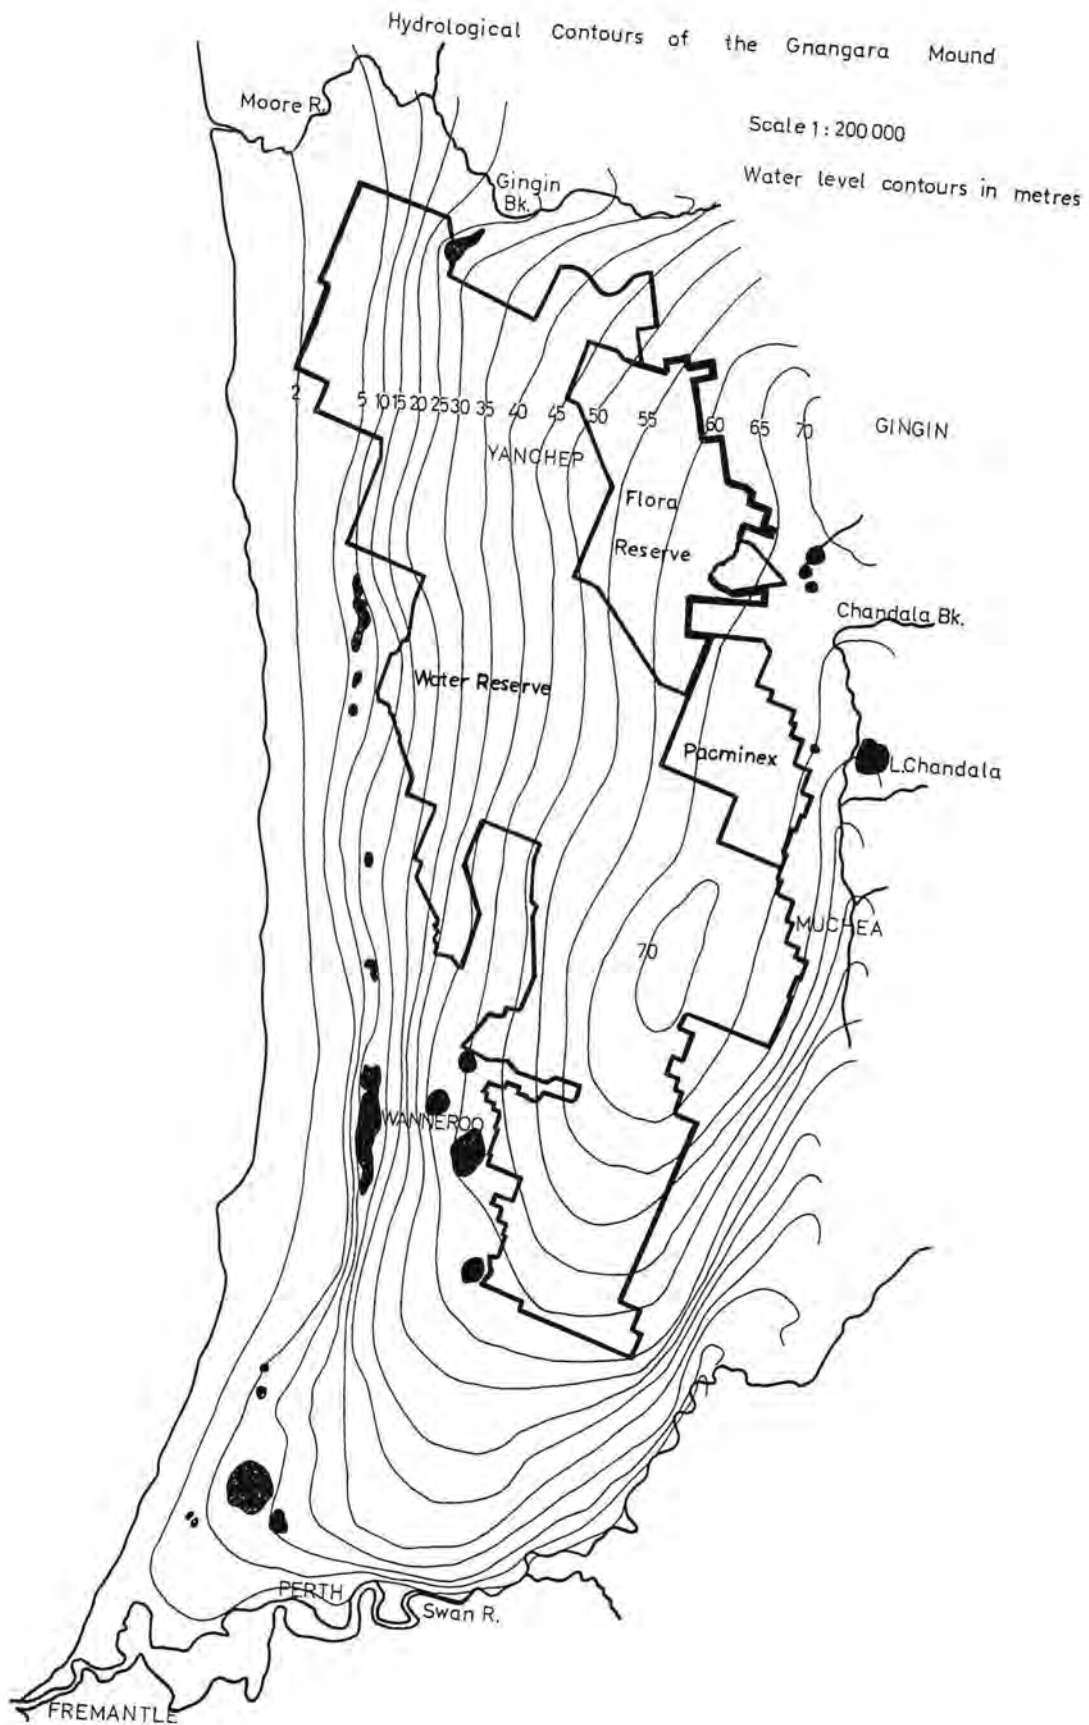 Hydrological Contours of the Gnangara Mound
Scale 1 : 200 000
Water level contours in metres
Moore R.
Gingin
Bk.
2 5 10 15 20 25 30 35 40 45 50 55 60 65 70
GINGIN
YANCHEP
Flora
Reserve
Chandala Bk.
Water Reserve
Pacminex
L.Chandala
MUCHEA
70
WANNEROO
PERTH
Swan R.
FREMANTLE